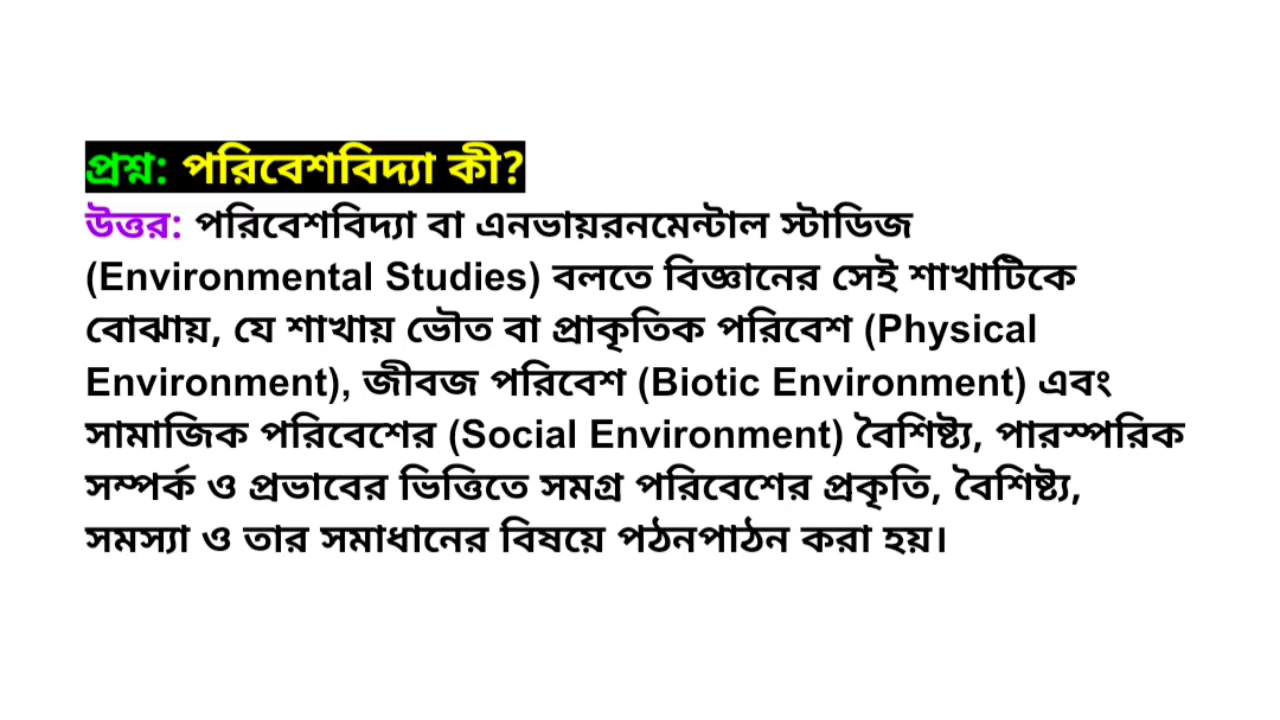 প্রশ্ন: পরিবেশবিদ্যা কী?
উত্তর: পরিবেশবিদ্যা বা এনভায়রনমেন্টাল স্টাডিজ
(Environmental Studies) বলতে বিজ্ঞানের সেই শাখাটিকে
বোঝায়, যে শাখায় ভৌত বা প্রাকৃতিক পরিবেশ (Physical
Environment), জীবজ পরিবেশ (Biotic Environment) এবং
সামাজিক পরিবেশের (Social Environment) বৈশিষ্ট্য, পারস্পরিক
সম্পর্ক ও প্রভাবের ভিত্তিতে সমগ্র পরিবেশের প্রকৃতি, বৈশিষ্ট্য,
সমস্যা ও তার সমাধানের বিষয়ে পঠনপাঠন করা হয়।